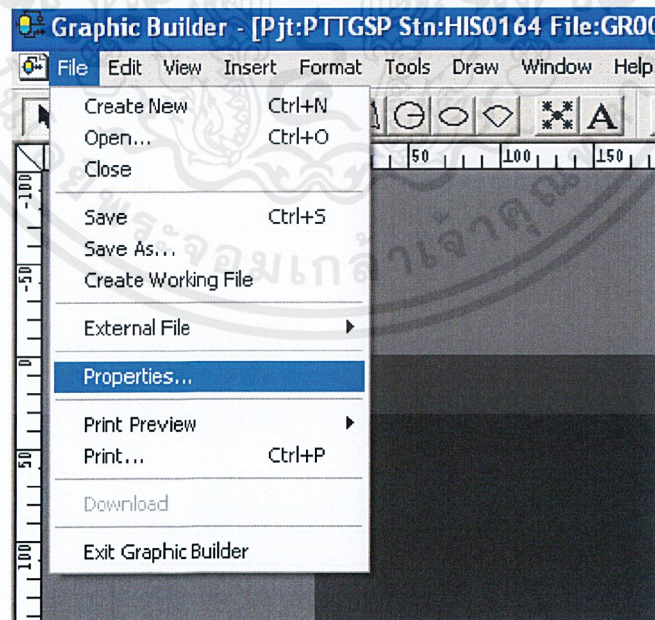 Graphic Builder - [Pjt:PTTGSP Stn:HIS0164 File:GR00
File Edit View Insert Format Tools Draw Window Help
Create New Ctrl+N
Open... Ctrl+O
Close
Save Ctrl+S
Save As...
Create Working File
External File
Properties...
Print Preview
Print... Ctrl+P
Download
Exit Graphic Builder
A
50 100 150
-100
-50
0
50
100